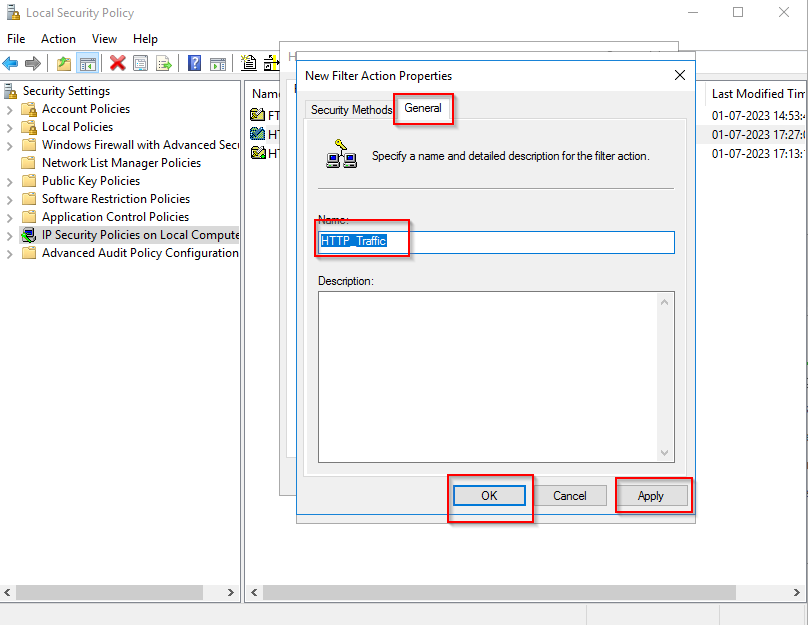 Local Security Policy
File Action View Help
Security Settings
Account Policies
Local Policies
Windows Firewall with Advanced Secu
Network List Manager Policies
Public Key Policies
Software Restriction Policies
Application Control Policies
IP Security Policies on Local Compute
Advanced Audit Policy Configuration
Name
FT
HT
HT
Last Modified Tim
01-07-2023 14:53:4
01-07-2023 17:27:0
01-07-2023 17:13:
New Filter Action Properties
Security Methods General
Specify a name and detailed description for the filter action.
Name:
HTTP_Traffic
Description:
OK Cancel Apply